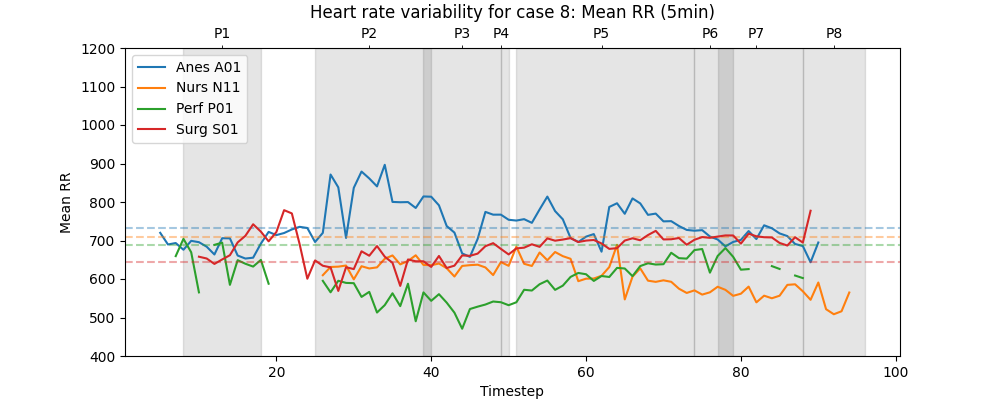 Heart rate variability for case 8: Mean RR (5min)
P1 P2 P3 P4 P5 P6 P7 P8
1200
1100
1000
900
800
700
600
500
400
Mean RR
Anes A01
Nurs N11
Perf P01
Surg S01
20 40 60 80 100
Timestep